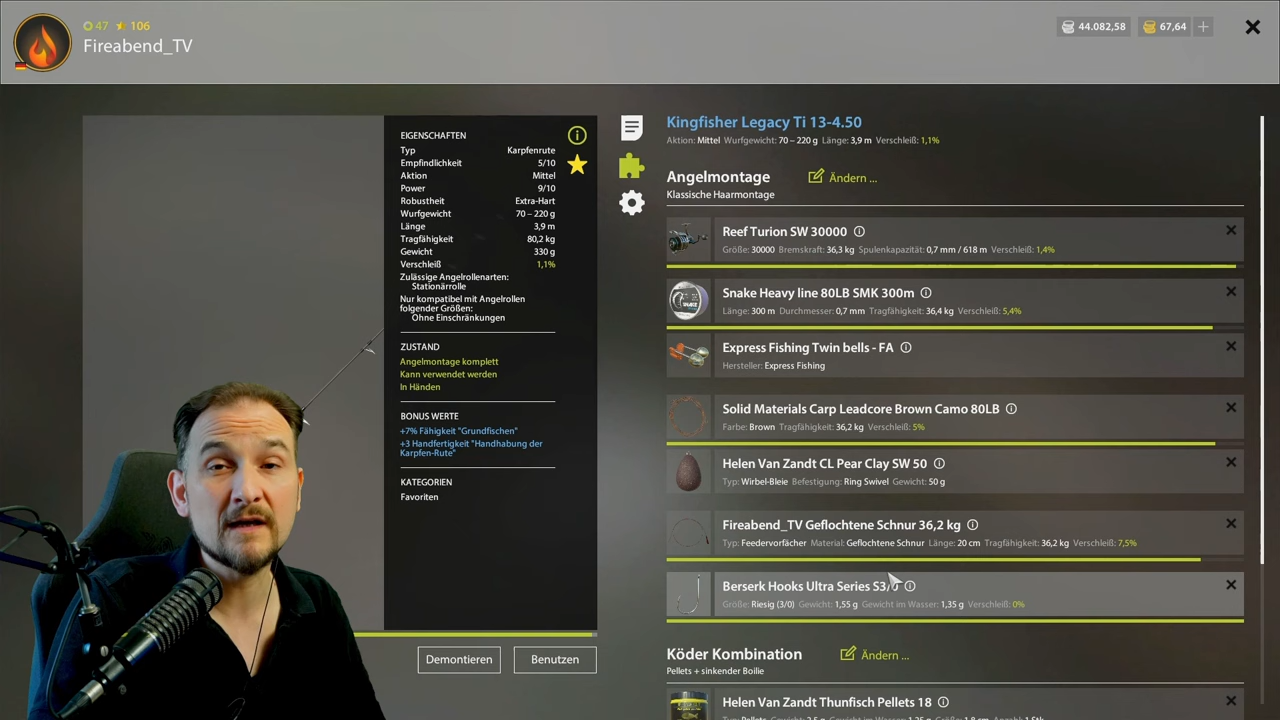 47 106
Fireabend_TV
44.082,58
67,64
EIGENSCHAFTEN
Typ Karpfenrute
Empfindlichkeit 5/10
Aktion Mittel
Power 9/10
Robustheit Extra-Hart
Wurfgewicht 70 – 220 g
Länge 3,9 m
Tragfähigkeit 80,2 kg
Gewicht 330 g
Verschleiß 1,1%
Zulässige Angelrollenarten:
Stationärrolle
Nur kompatibel mit Angelrollen
folgender Größen:
Ohne Einschränkungen
ZUSTAND
Angelmontage komplett
Kann verwendet werden
In Händen
BONUS WERTE
+7% Fähigkeit "Grundfischen"
+3 Handfertigkeit "Handhabung der
Karpfen-Rute"
KATEGORIEN
Favoriten
Demontieren
Benutzen
Kingfisher Legacy Ti 13-4.50
Aktion: Mittel Wurfgewicht: 70 – 220 g Länge: 3,9 m Verschleiß: 1,1%
Angelmontage Ändern ...
Klassische Haarmontage
Reef Turion SW 30000
Größe: 30000 Bremskraft: 36,3 kg Spulenkapazität: 0,7 mm / 618 m Verschleiß: 1,4%
Snake Heavy line 80LB SMK 300m
Länge: 300 m Durchmesser: 0,7 mm Tragfähigkeit: 36,4 kg Verschleiß: 5,4%
Express Fishing Twin bells - FA
Hersteller: Express Fishing
Solid Materials Carp Leadcore Brown Camo 80LB
Farbe: Brown Tragfähigkeit: 36,2 kg Verschleiß: 5%
Helen Van Zandt CL Pear Clay SW 50
Typ: Wirbel-Bleie Befestigung: Ring Swivel Gewicht: 50 g
Fireabend_TV Geflochtene Schnur 36,2 kg
Typ: Feedervorfächer Material: Geflochtene Schnur Länge: 20 cm Tragfähigkeit: 36,2 kg Verschleiß: 7,5%
Berserk Hooks Ultra Series S3/0
Größe: Riesig (3/0) Gewicht: 1,55 g Gewicht im Wasser: 1,35 g Verschleiß: 0%
Köder Kombination Ändern ...
Pellets + sinkender Boilie
Helen Van Zandt Thunfisch Pellets 18